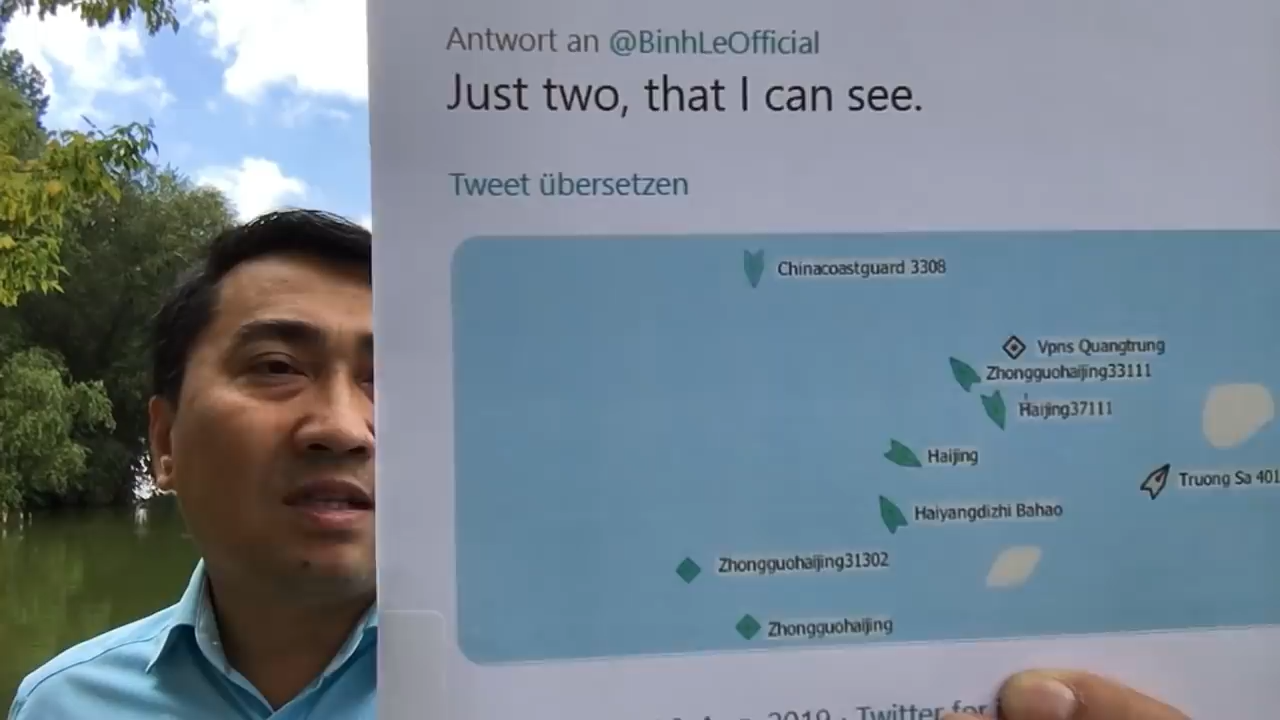 Antwort an @BinhLeOfficial
Just two, that I can see.
Tweet übersetzen
Chinacoastguard 3308
Vpns Quangtrung
Zhongguohaijing33111
Haijing37111
Haijing
Truong Sa 401
Haiyangdizhi Bahao
Zhongguohaijing31302
Zhongguohaijing
2019 · Twitter for